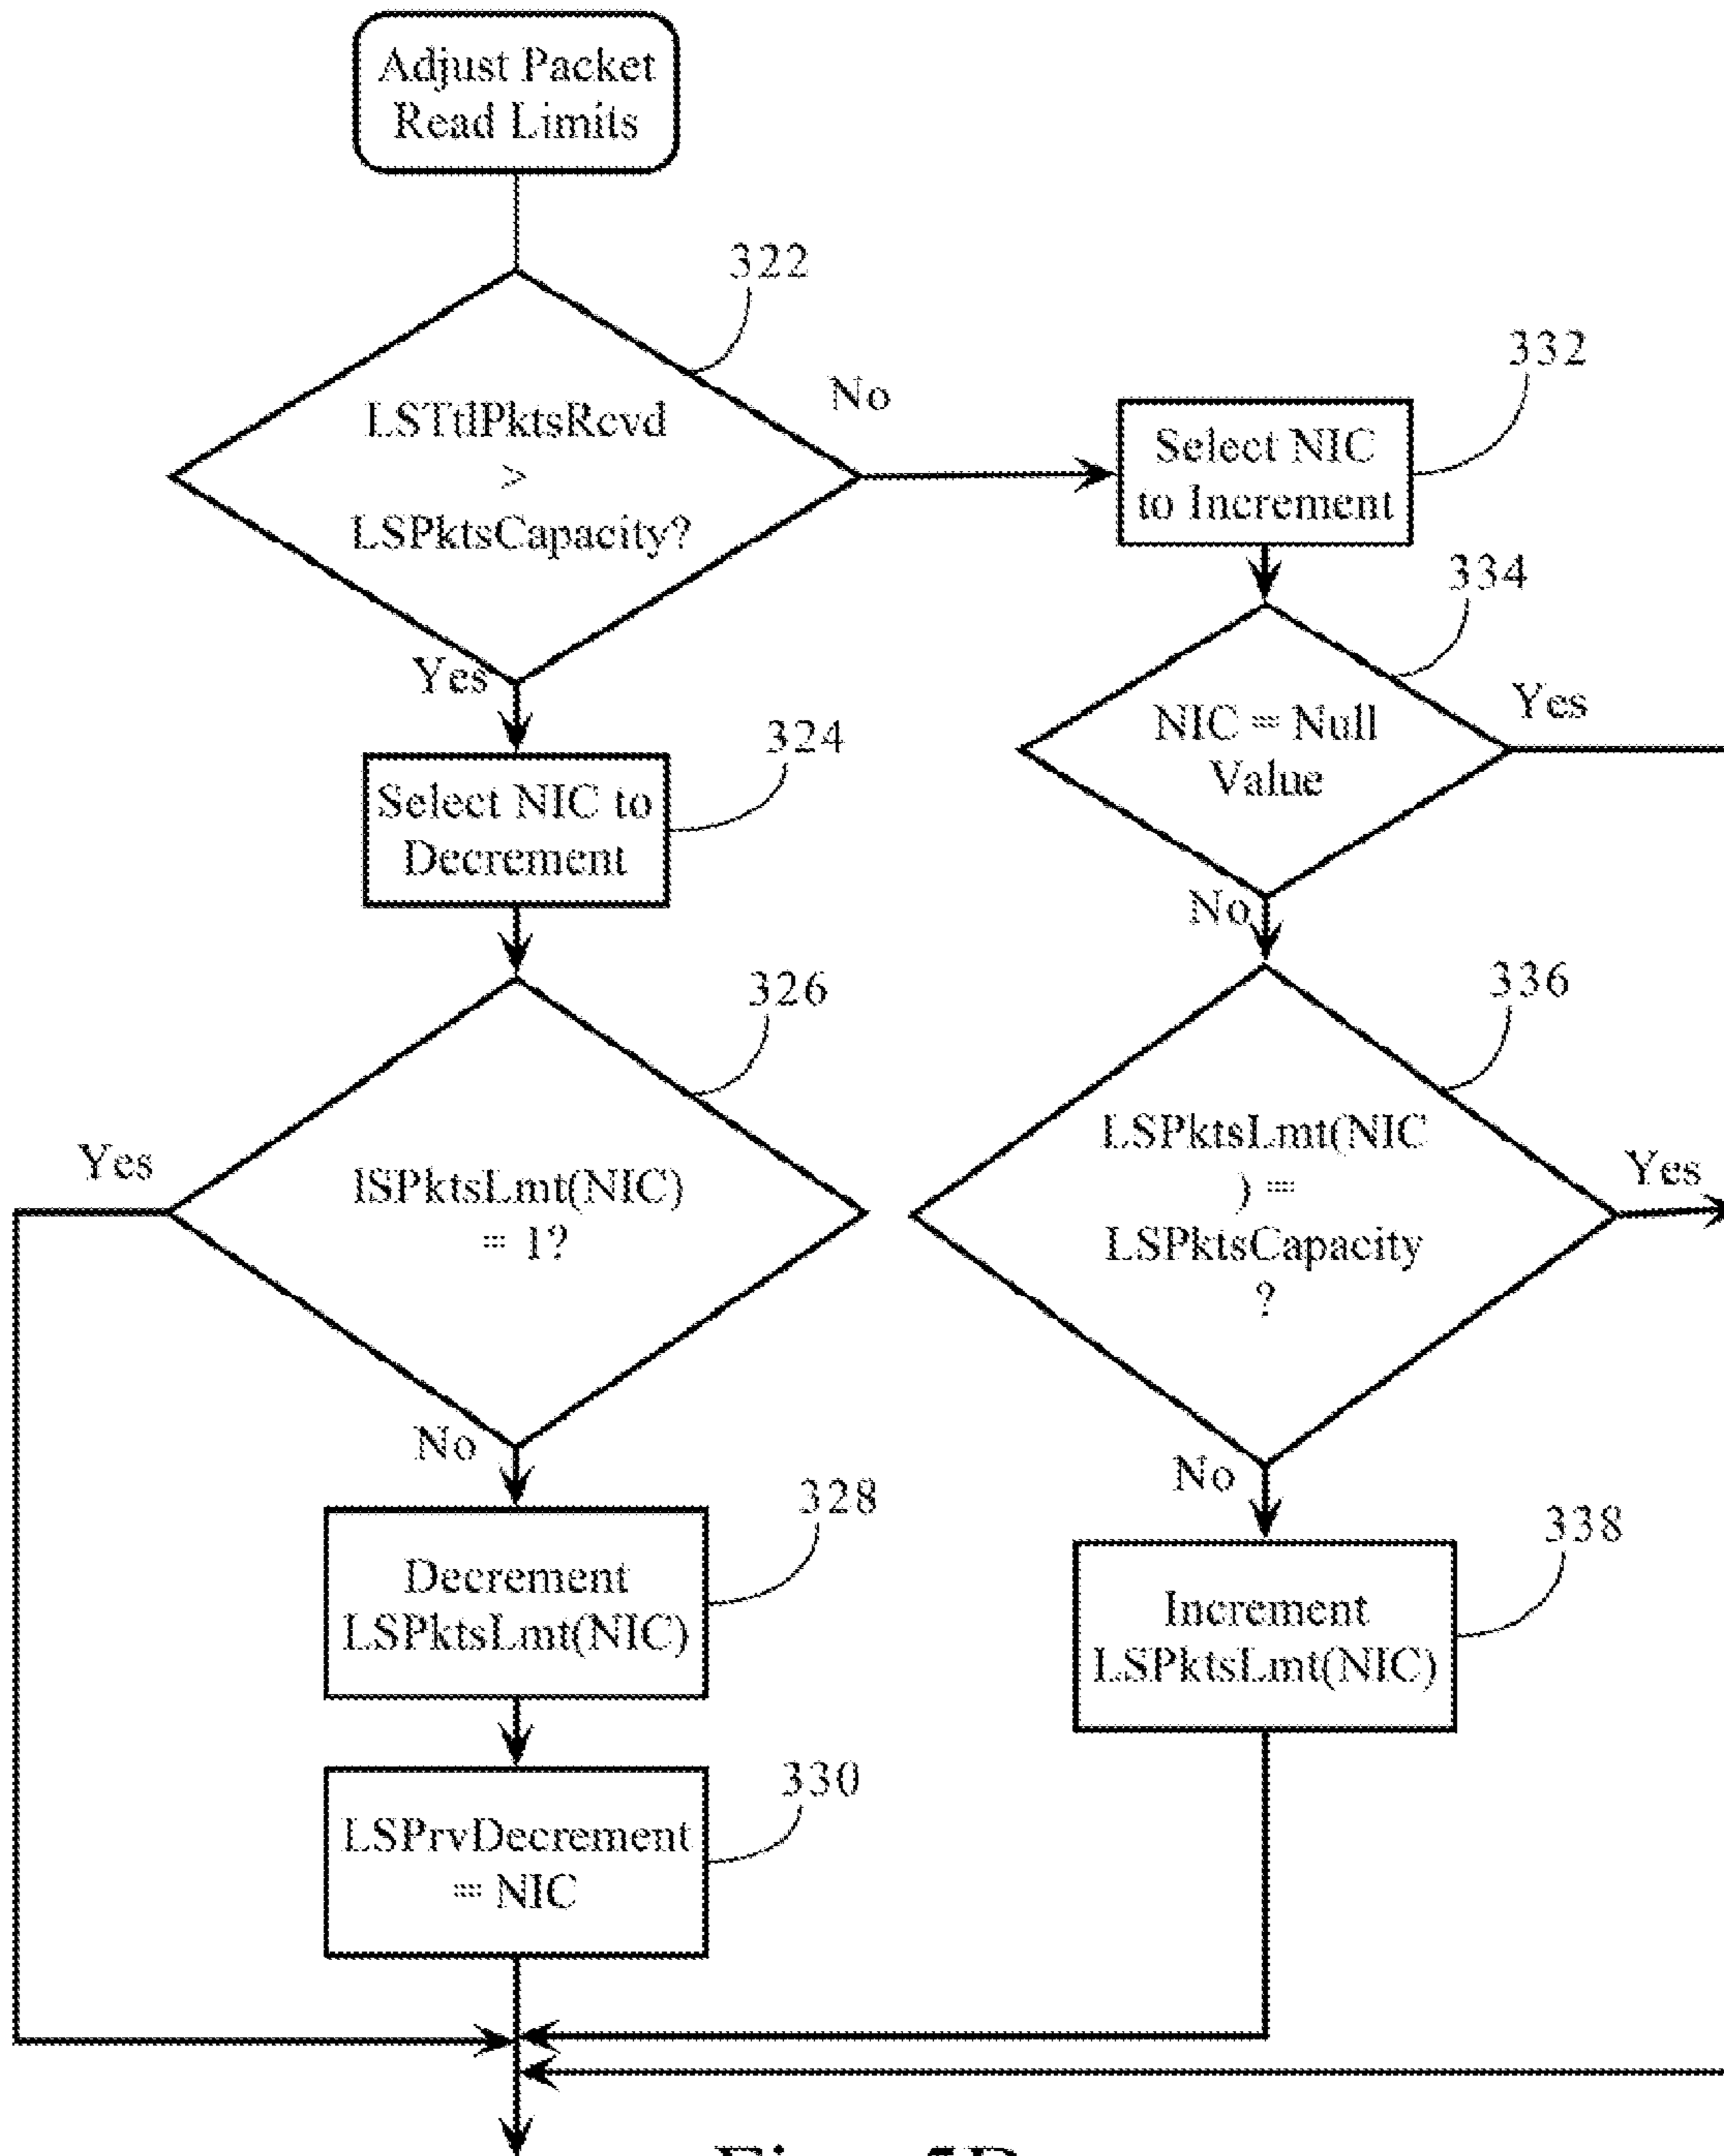 Adjust Packet
Read Limits
322
LSTtlPktsRcvd
>
LSPktsCapacity?
No
Yes
332
Select NIC
to Increment
334
NIC = Null
Value
Yes
No
324
Select NIC to
Decrement
326
lSPktsLmt(NIC)
= 1?
Yes
No
336
LSPktsLmt(NIC
) =
LSPktsCapacity
?
Yes
No
328
Decrement
LSPktsLmt(NIC)
338
Increment
LSPktsLmt(NIC)
330
LSPrvDecrement
= NIC